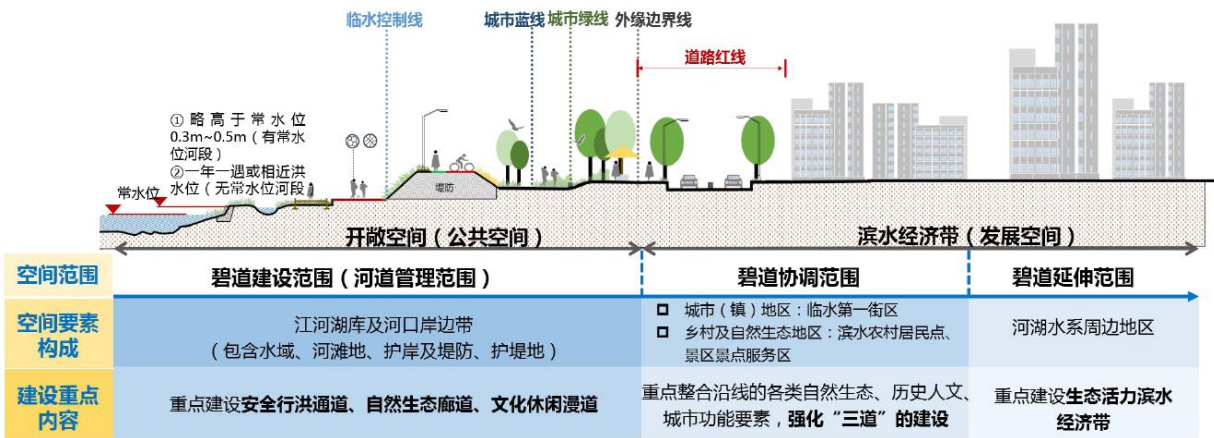 临水控制线
城市蓝线
城市绿线
外缘边界线
道路红线
① 略高于常水位
0.3m~0.5m（有常水
位河段）
②一年一遇或相近洪
水位（无常水位河段
常水位
堤防
开敞空间（公共空间）
滨水经济带（发展空间）
空间范围
碧道建设范围（河道管理范围）
碧道协调范围
碧道延伸范围
空间要素
构成
江河湖库及河口岸边带
（包含水域、河滩地、护岸及堤防、护堤地）
城市（镇）地区：临水第一街区
乡村及自然生态地区：滨水农村居民点、
景区景点服务区
河湖水系周边地区
建设重点
内容
重点建设安全行洪通道、自然生态廊道、文化休闲漫道
重点整合沿线的各类自然生态、历史人文、
城市功能要素，强化“三道”的建设
重点建设生态活力滨水
经济带